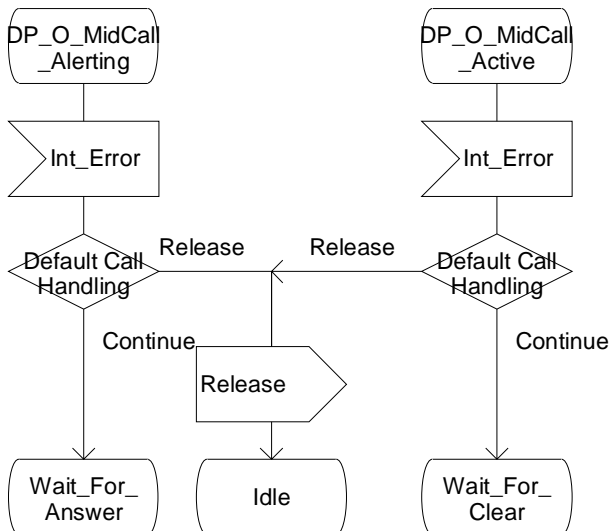 DP_O_MidCall
_Alerting
DP_O_MidCall
_Active
Int_Error
Int_Error
Default Call
Handling
Release
Release
Default Call
Handling
Continue
Continue
Release
Wait_For_
Answer
Idle
Wait_For_
Clear